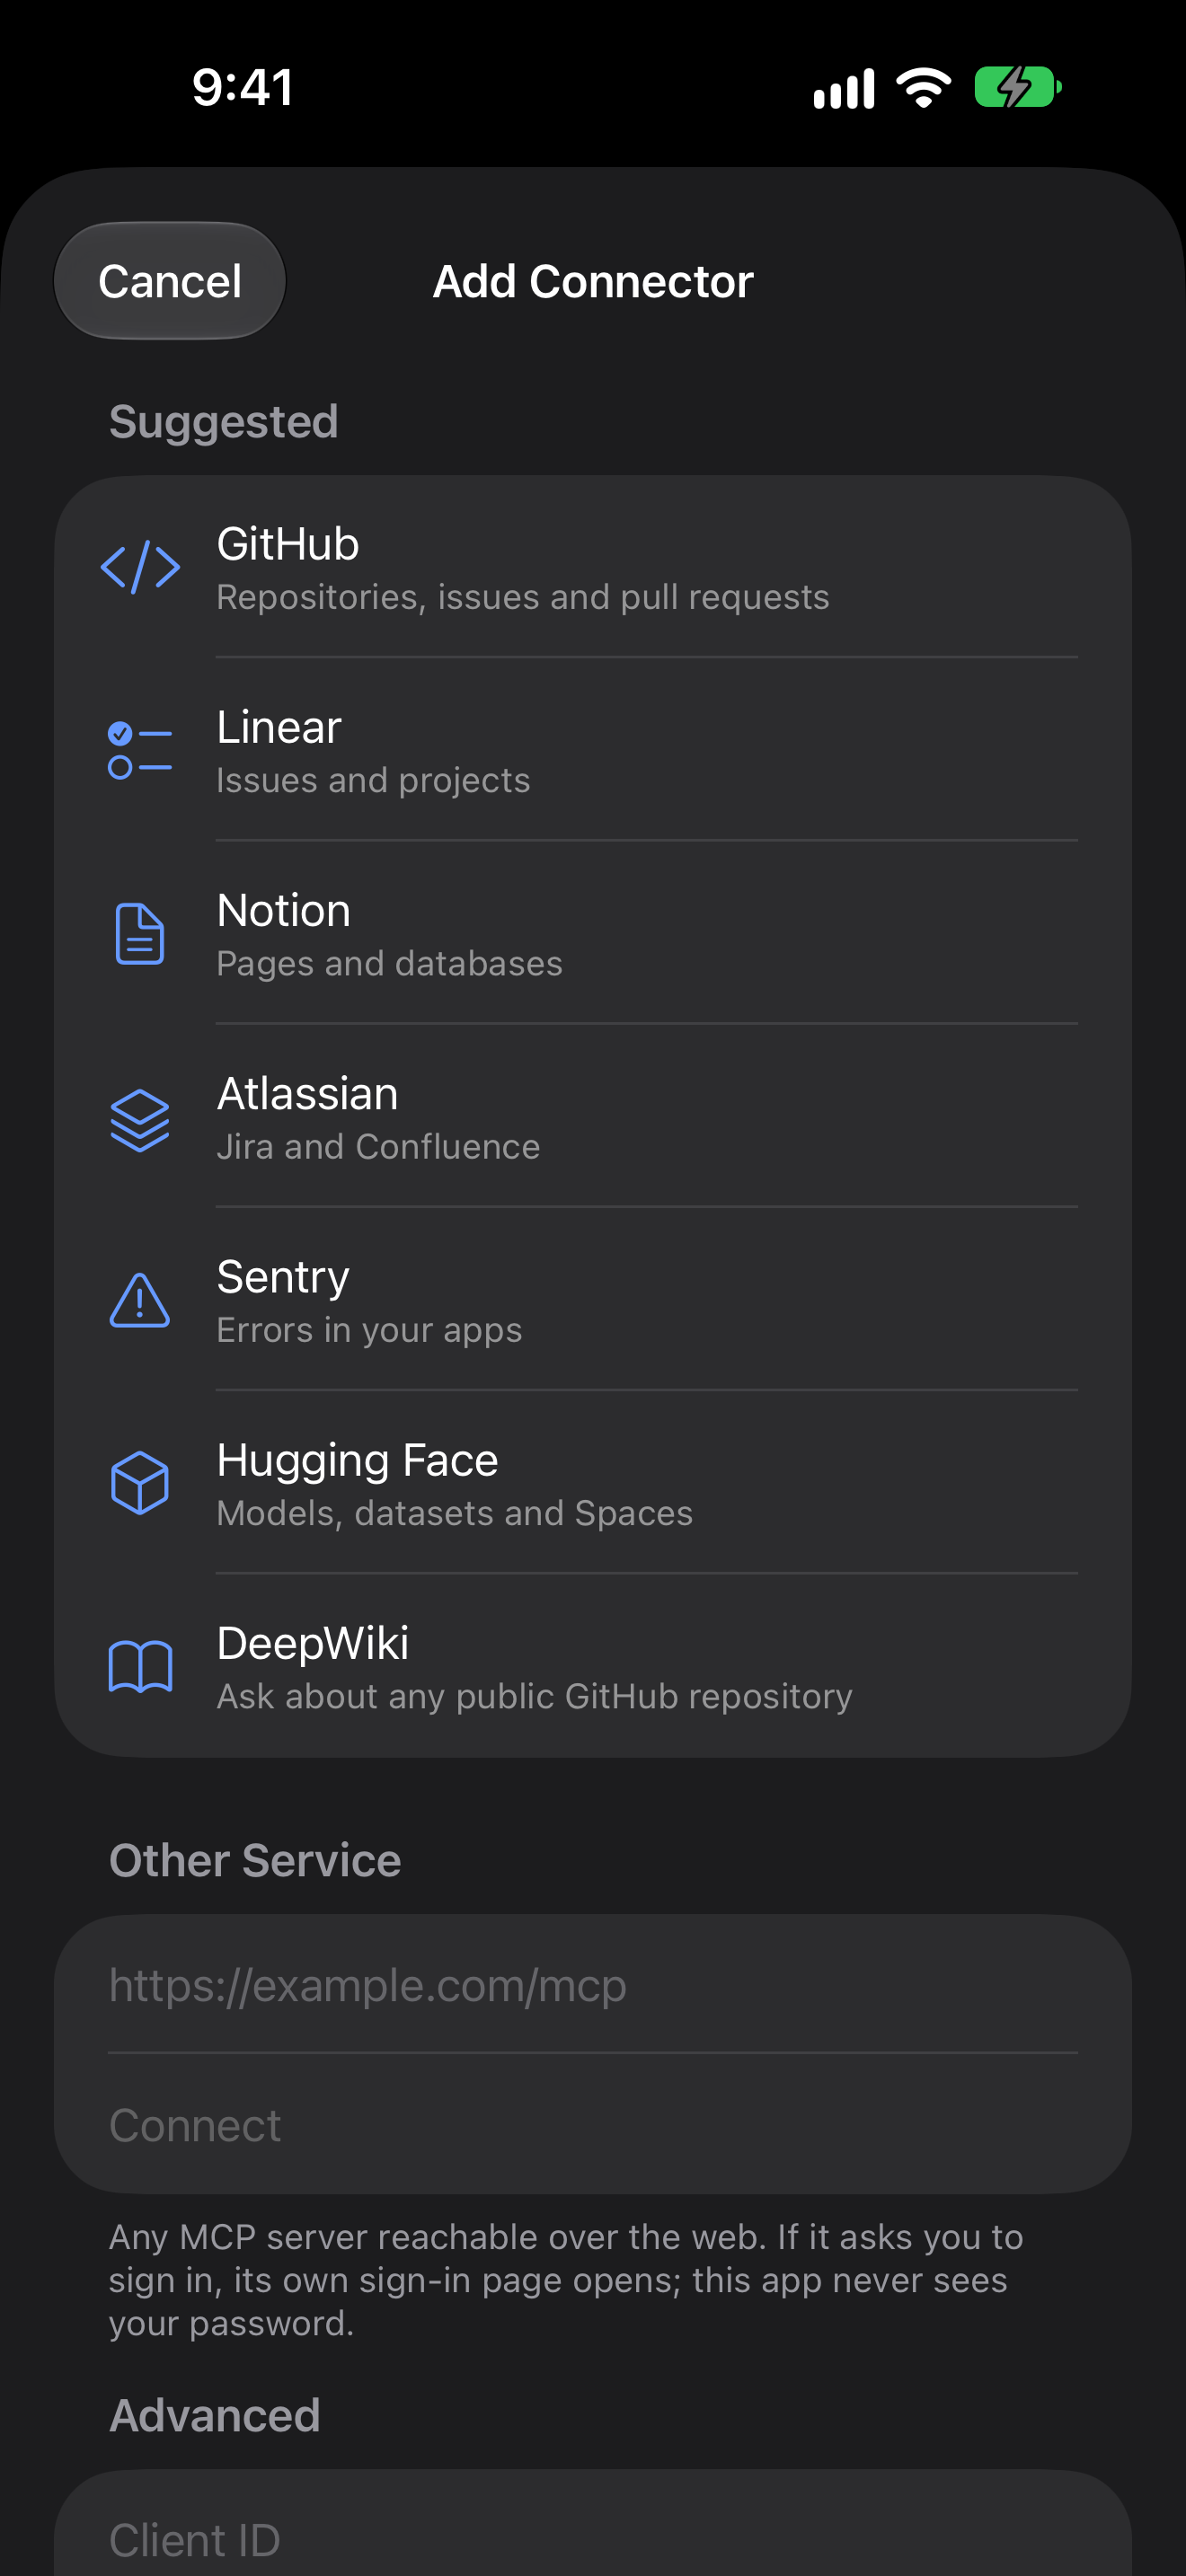 9:41
Cancel
Add Connector
Suggested
GitHub
Repositories, issues and pull requests
Linear
Issues and projects
Notion
Pages and databases
Atlassian
Jira and Confluence
Sentry
Errors in your apps
Hugging Face
Models, datasets and Spaces
DeepWiki
Ask about any public GitHub repository
Other Service
https://example.com/mcp
Connect
Any MCP server reachable over the web. If it asks you to
sign in, its own sign-in page opens; this app never sees
your password.
Advanced
Client ID